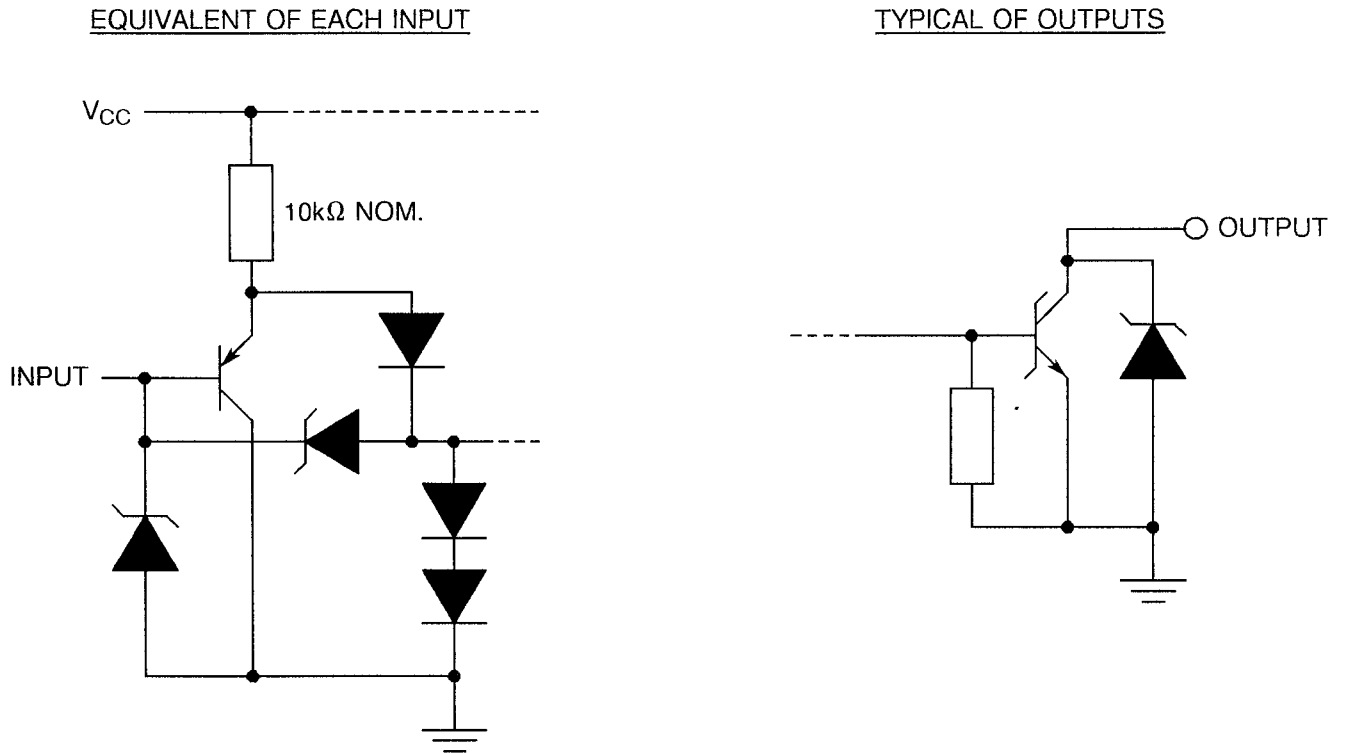 EQUIVALENT OF EACH INPUT
TYPICAL OF OUTPUTS
VCC
10kΩ NOM.
INPUT
OUTPUT